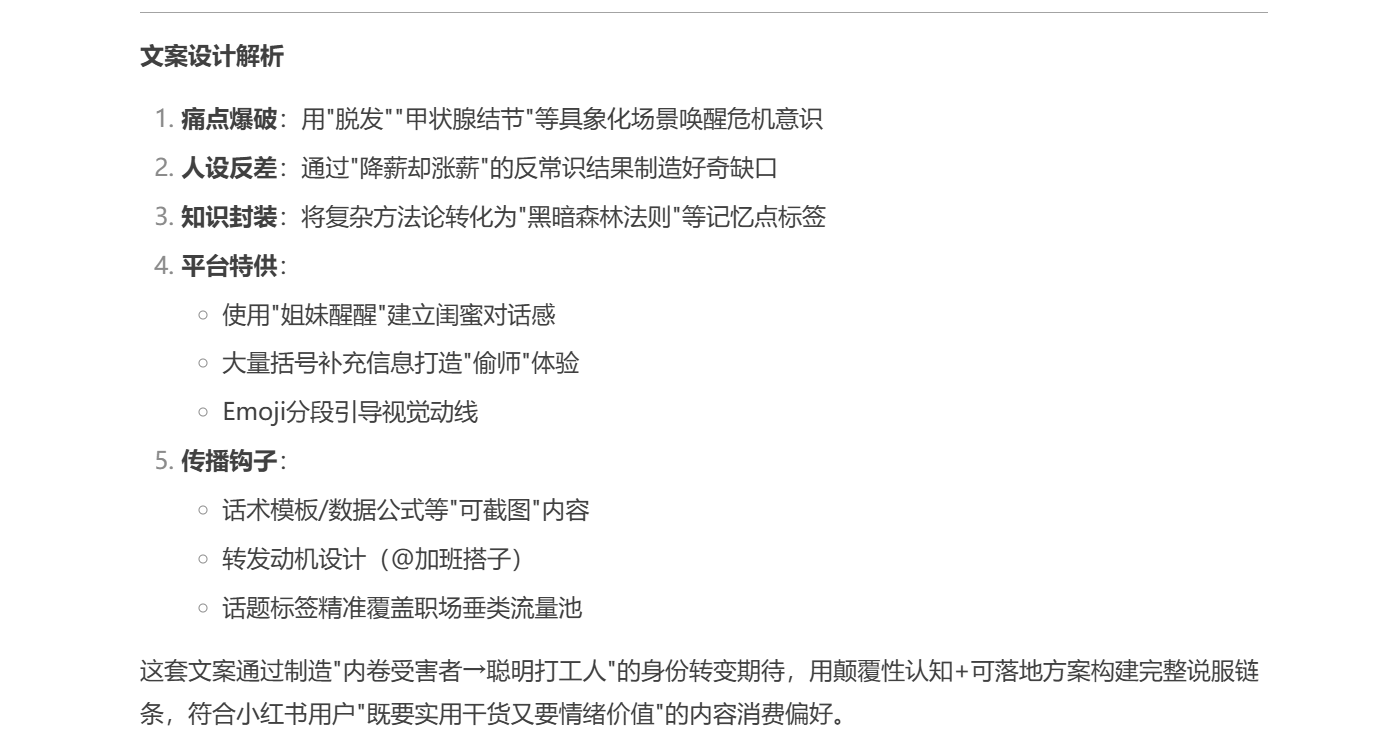 文案设计解析
1. 痛点爆破：用"脱发""甲状腺结节"等具象化场景唤醒危机意识
2. 人设反差：通过"降薪却涨薪"的反常识结果制造好奇缺口
3. 知识封装：将复杂方法论转化为"黑暗森林法则"等记忆点标签
4. 平台特供：
○ 使用"姐妹醒醒"建立闺蜜对话感
○ 大量括号补充信息打造"偷师"体验
○ Emoji分段引导视觉动线
5. 传播钩子：
○ 话术模板/数据公式等"可截图"内容
○ 转发动机设计（@加班搭子）
○ 话题标签精准覆盖职场垂类流量池
这套文案通过制造"内卷受害者→聪明打工人"的身份转变期待，用颠覆性认知+可落地方案构建完整说服链
条，符合小红书用户"既要实用干货又要情绪价值"的内容消费偏好。